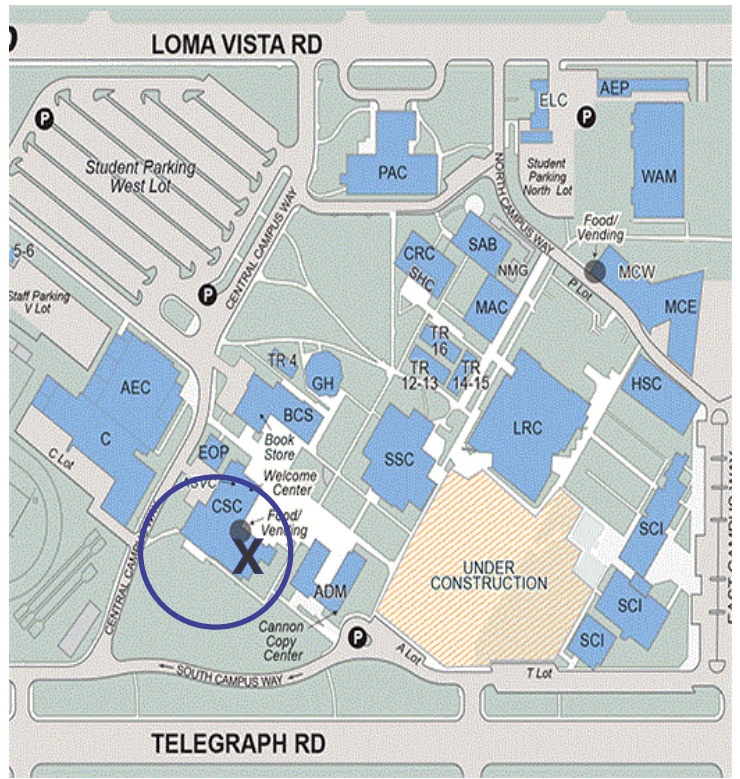 LOMA VISTA RD
P
Student Parking
West Lot
PAC
ELC
AEP
P
Student
Parking
North Lot
WAM
NORTH CAMPUS WAY
Food/
Vending
CENTRAL CAMPUS WAY
P
5-6
Staff Parking
V Lot
CRC
SHC
SAB
NMG
MAC
MCW
P Lot
MCE
TR
16
TR
12-13
TR
14-15
TR 4
GH
AEC
C
C Lot
BCS
Book
Store
EOP
ASVC
Welcome
Center
CSC
Food/
Vending
X
SSC
LRC
HSC
SCI
SCI
SCI
UNDER
CONSTRUCTION
ADM
Cannon
Copy
Center
P
A Lot
T Lot
CENTRAL CAMPUS WAY
EAST CAMPUS WAY
SOUTH CAMPUS WAY
TELEGRAPH RD